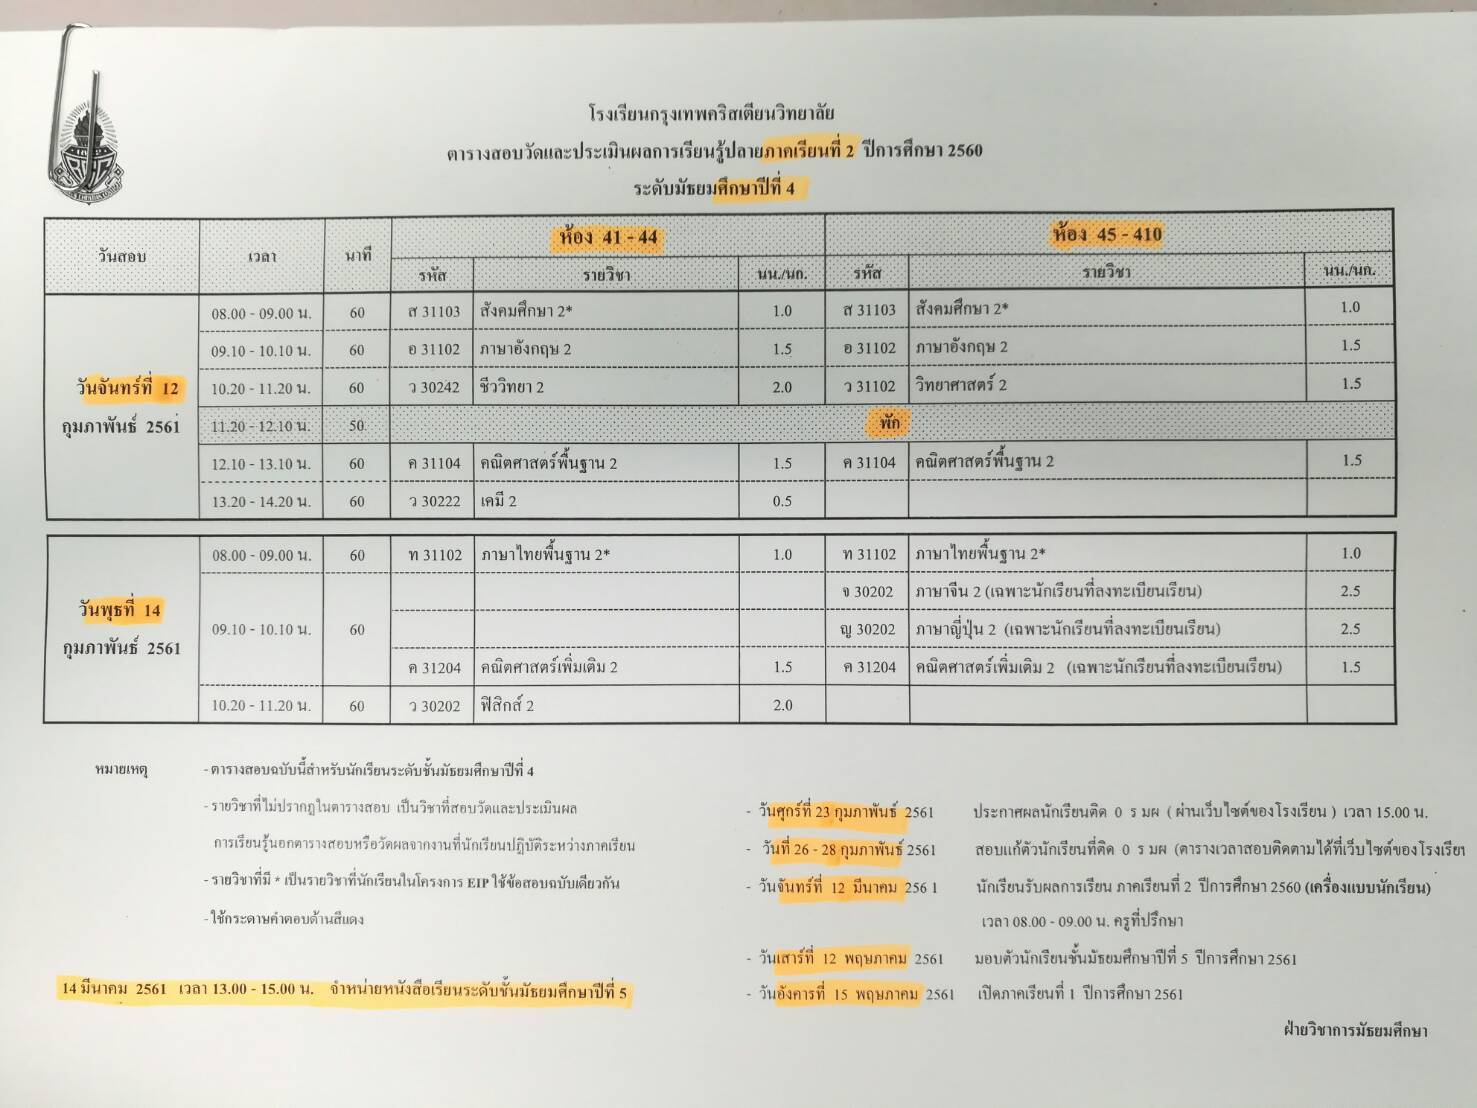 โรงเรียนกรุงเทพคริสเตียนวิทยาลัย
ตารางสอบวัดและประเมินผลการเรียนรู้ปลายภาคเรียนที่ 2 ปีการศึกษา 2560
ระดับมัธยมศึกษาปีที่ 4
วันสอบ เวลา นาที ห้อง 41 - 44 ห้อง 45 - 410
รหัส รายวิชา นน./นก. รหัส รายวิชา นน./นก.
08.00 - 09.00 น. 60 ส 31103 สังคมศึกษา 2* 1.0 ส 31103 สังคมศึกษา 2* 1.0
09.10 - 10.10 น. 60 อ 31102 ภาษาอังกฤษ 2 1.5 อ 31102 ภาษาอังกฤษ 2 1.5
วันจันทร์ที่ 12 10.20 - 11.20 น. 60 ว 30242 ชีววิทยา 2 2.0 ว 31102 วิทยาศาสตร์ 2 1.5
กุมภาพันธ์ 2561 11.20 - 12.10 น. 50 พัก
12.10 - 13.10 น. 60 ค 31104 คณิตศาสตร์พื้นฐาน 2 1.5 ค 31104 คณิตศาสตร์พื้นฐาน 2 1.5
13.20 - 14.20 น. 60 ว 30222 เคมี 2 0.5
08.00 - 09.00 น. 60 ท 31102 ภาษาไทยพื้นฐาน 2* 1.0 ท 31102 ภาษาไทยพื้นฐาน 2* 1.0
จ 30202 ภาษาจีน 2 (เฉพาะนักเรียนที่ลงทะเบียนเรียน) 2.5
วันพุธที่ 14
09.10 - 10.10 น. 60 ญ 30202 ภาษาญี่ปุ่น 2 (เฉพาะนักเรียนที่ลงทะเบียนเรียน) 2.5
กุมภาพันธ์ 2561
ค 31204 คณิตศาสตร์เพิ่มเติม 2 1.5 ค 31204 คณิตศาสตร์เพิ่มเติม 2 (เฉพาะนักเรียนที่ลงทะเบียนเรียน) 1.5
10.20 - 11.20 น. 60 ว 30202 ฟิสิกส์ 2 2.0
หมายเหตุ - ตารางสอบฉบับนี้สำหรับนักเรียนระดับชั้นมัธยมศึกษาปีที่ 4
- รายวิชาที่ไม่ปรากฏในตารางสอบ เป็นวิชาที่สอบวัดและประเมินผล
การเรียนรู้นอกตารางสอบหรือวัดผลจากงานที่นักเรียนปฏิบัติระหว่างภาคเรียน
- รายวิชาที่มี * เป็นรายวิชาที่นักเรียนในโครงการ EIP ใช้ข้อสอบฉบับเดียวกัน
- ใช้กระดาษคำตอบด้านสีแดง
14 มีนาคม 2561 เวลา 13.00 - 15.00 น. จำหน่ายหนังสือเรียนระดับชั้นมัธยมศึกษาปีที่ 5
- วันศุกร์ที่ 23 กุมภาพันธ์ 2561 ประกาศผลนักเรียนติด 0 ร มผ ( ผ่านเว็บไซต์ของโรงเรียน ) เวลา 15.00 น.
- วันที่ 26 - 28 กุมภาพันธ์ 2561 สอบแก้ตัวนักเรียนที่ติด 0 ร มผ (ตารางเวลาสอบติดตามได้ที่เว็บไซต์ของโรงเรีย
- วันจันทร์ที่ 12 มีนาคม 256 1 นักเรียนรับผลการเรียน ภาคเรียนที่ 2 ปีการศึกษา 2560 (เครื่องแบบนักเรียน)
เวลา 08.00 - 09.00 น. ครูที่ปรึกษา
- วันเสาร์ที่ 12 พฤษภาคม 2561 มอบตัวนักเรียนชั้นมัธยมศึกษาปีที่ 5 ปีการศึกษา 2561
- วันอังคารที่ 15 พฤษภาคม 2561 เปิดภาคเรียนที่ 1 ปีการศึกษา 2561
ฝ่ายวิชาการมัธยมศึกษา